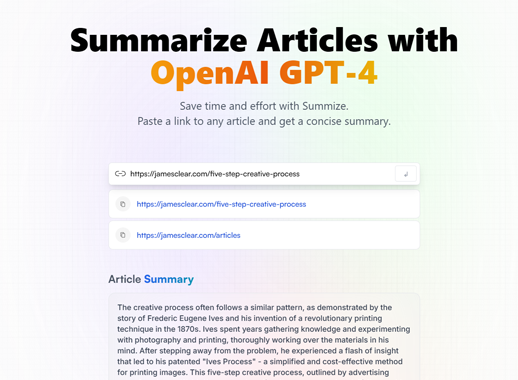 Summarize Articles with
OpenAI GPT-4
Save time and effort with Summize.
Paste a link to any article and get a concise summary.
https://jamesclear.com/five-step-creative-process
https://jamesclear.com/five-step-creative-process
https://jamesclear.com/articles
Article Summary
The creative process often follows a similar pattern, as demonstrated by the
story of Frederic Eugene Ives and his invention of a revolutionary printing
technique in the 1870s. Ives spent years gathering knowledge and experimenting
with photography and printing, thoroughly working over the materials in his
mind. After stepping away from the problem, he experienced a flash of insight
that led to his patented "Ives Process" - a simplified and cost-effective method
for printing images. This five-step creative process, outlined by advertising